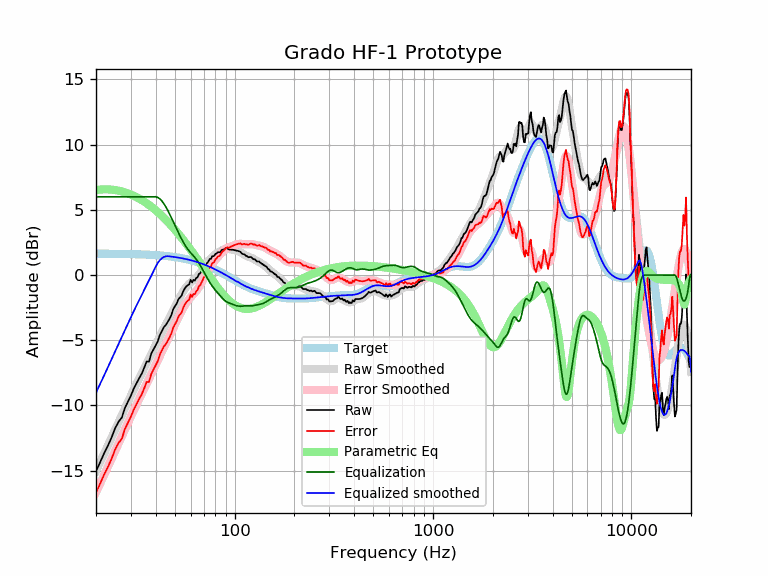 Grado HF-1 Prototype
15
10
5
0
−5
−10
−15
Amplitude (dBr)
Target
Raw Smoothed
Error Smoothed
Raw
Error
Parametric Eq
Equalization
Equalized smoothed
100
1000
10000
Frequency (Hz)